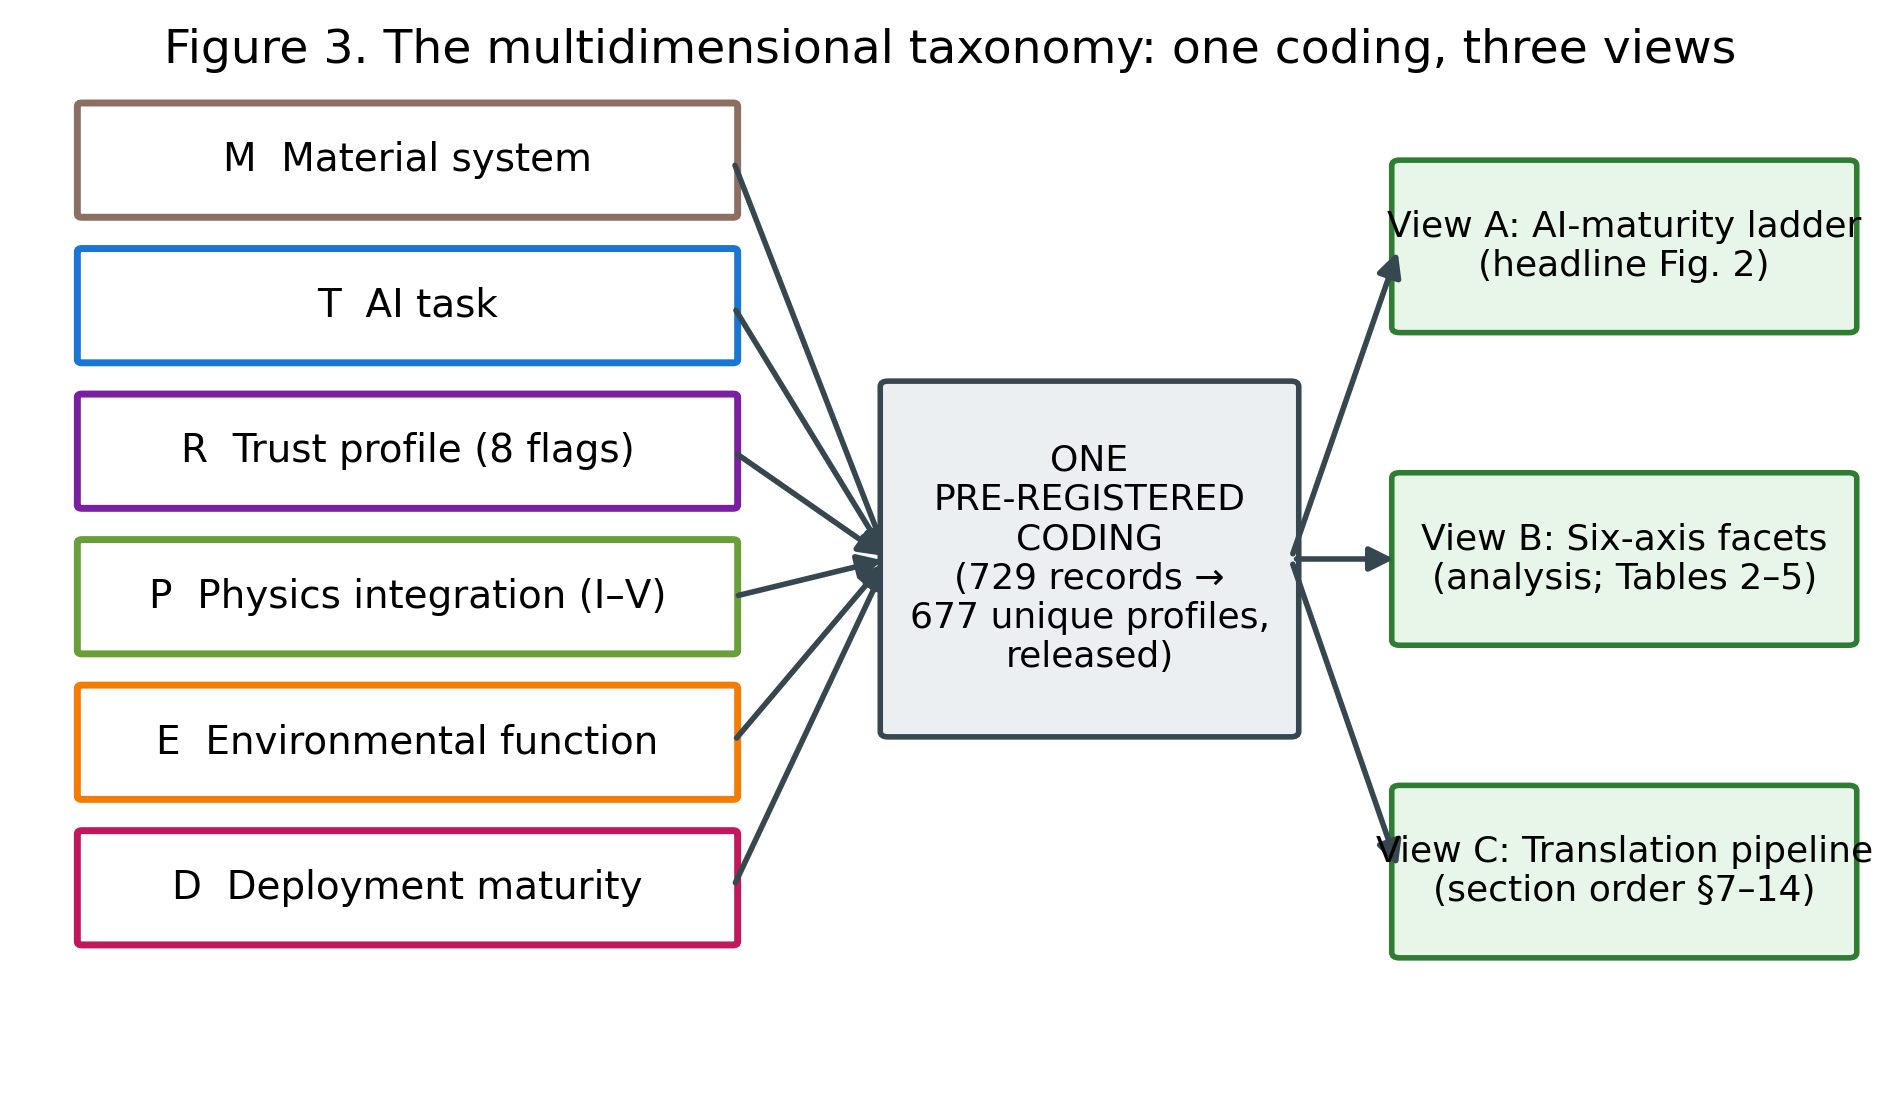 Figure 3. The multidimensional taxonomy: one coding, three views
M  Material system
T  AI task
R  Trust profile (8 flags)
P  Physics integration (I–V)
E  Environmental function
D  Deployment maturity
ONE
PRE-REGISTERED
CODING
(729 records →
677 unique profiles,
released)
View A: AI-maturity ladder
(headline Fig. 2)
View B: Six-axis facets
(analysis; Tables 2–5)
View C: Translation pipeline
(section order §7–14)